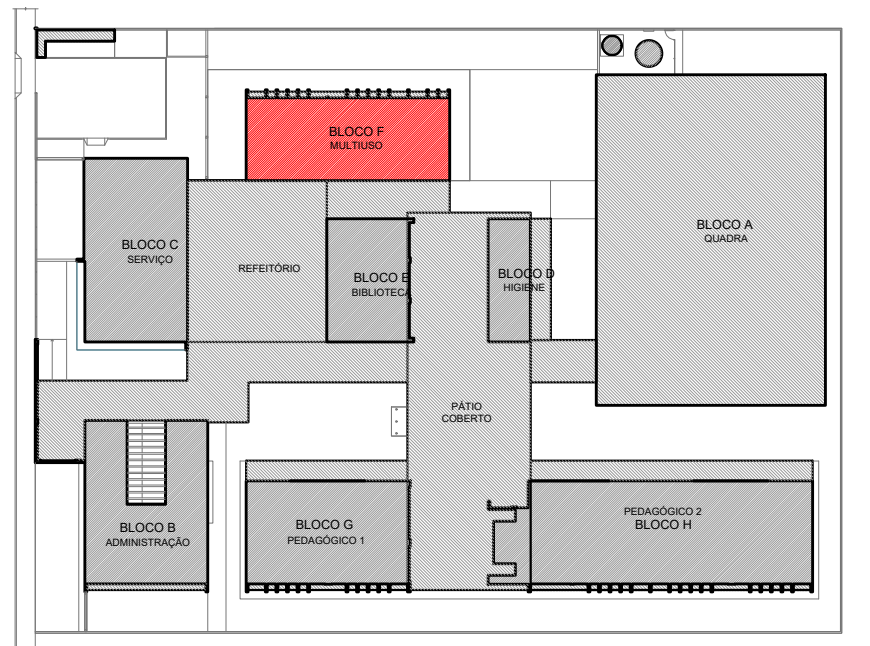 BLOCO F
MULTIUSO
BLOCO A
QUADRA
BLOCO C
SERVIÇO
REFEITÓRIO
BLOCO E
BIBLIOTECA
BLOCO D
HIGIENE
PÁTIO
COBERTO
BLOCO B
ADMINISTRAÇÃO
BLOCO G
PEDAGÓGICO 1
PEDAGÓGICO 2
BLOCO H